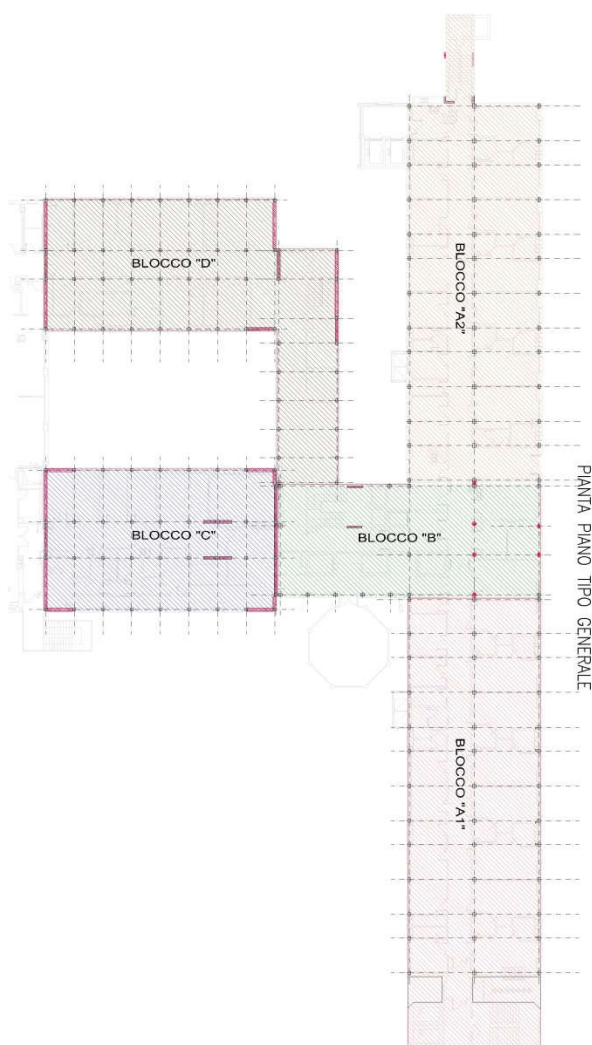 BLOCCO "D"
BLOCCO "A2"
BLOCCO "C"
BLOCCO "B"
PIANTA PIANO TIPO GENERALE
BLOCCO "A1"